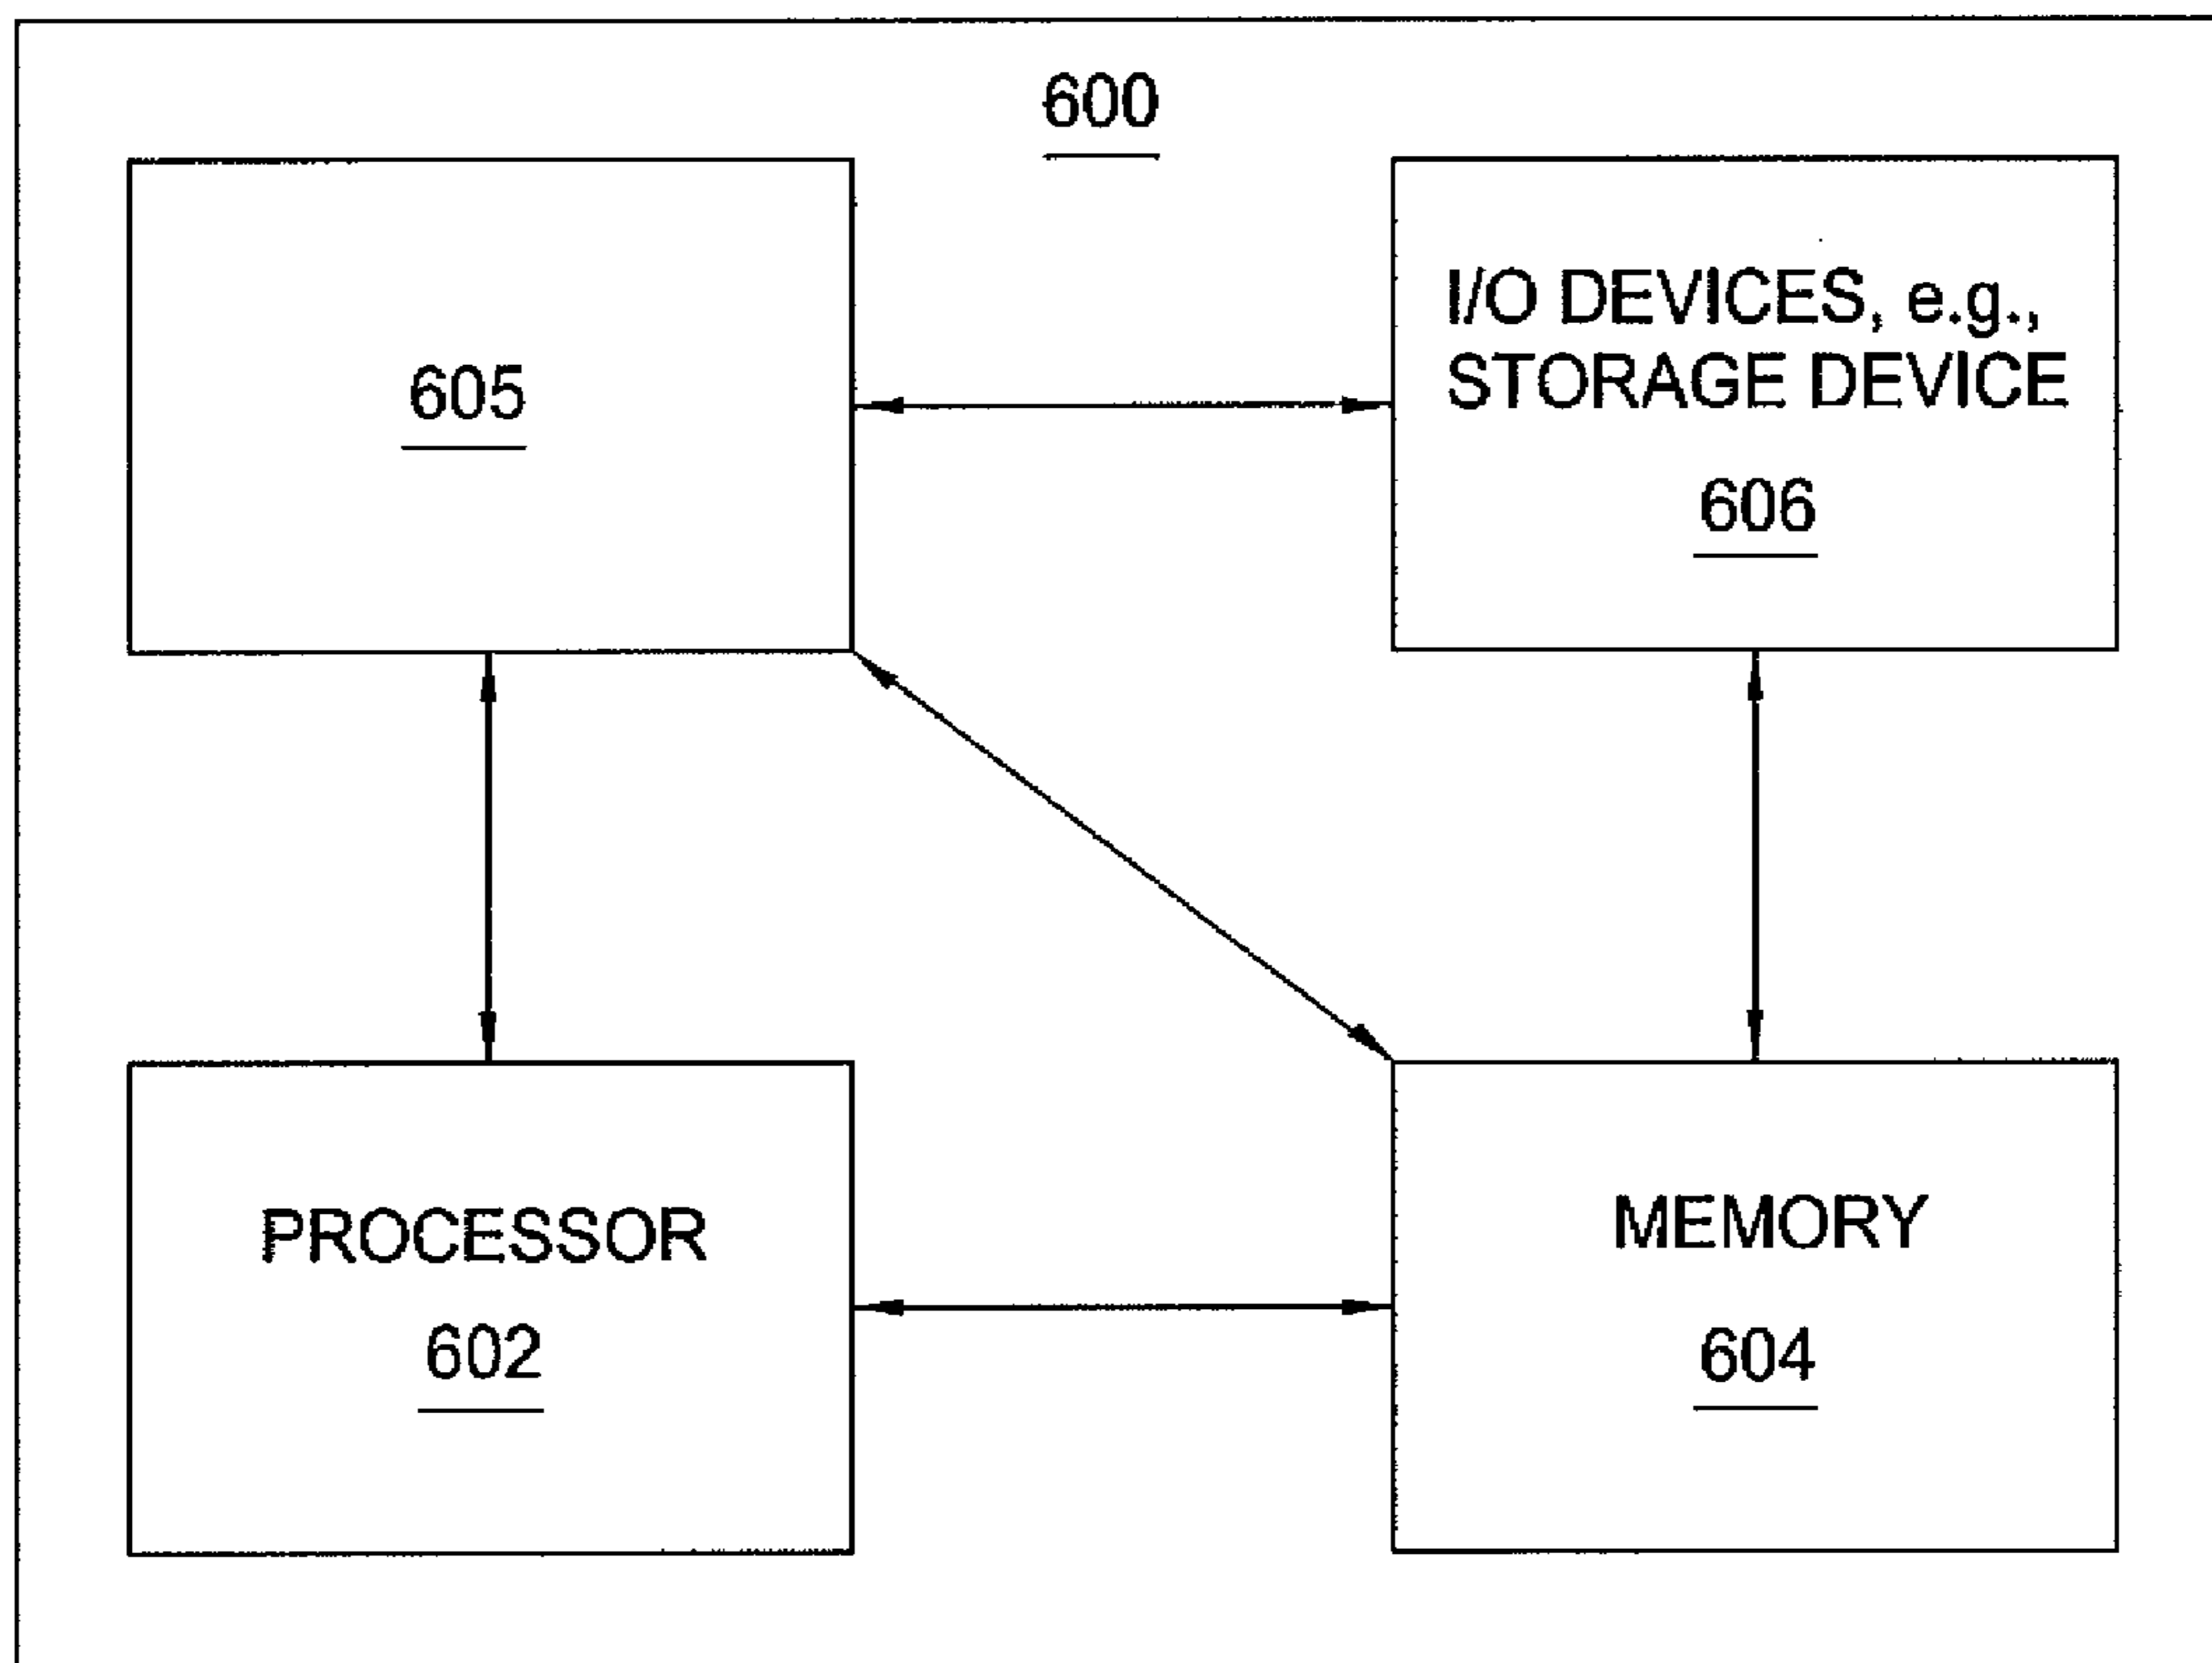 600
605
I/O DEVICES, e.g.,
STORAGE DEVICE
606
PROCESSOR
602
MEMORY
604